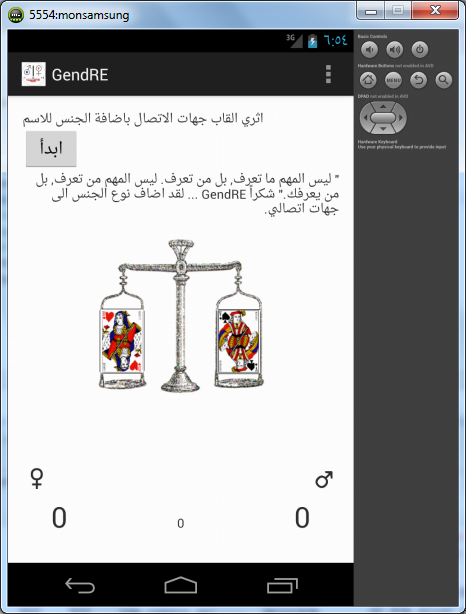 5554:monsamsung
3G
٦:٥٤
GendRE
اثري القاب جهات الاتصال باضافة الجنس للاسم
ابدأ
" ليس المهم ما تعرف, بل من تعرف. ليس المهم من تعرف, بل
من يعرفك." شكراً GendRE ... لقد اضاف نوع الجنس الى
جهات اتصالي.
♀
♂
0
0
0
Basic Controls
Hardware Buttons not enabled in AVD
MENU
DPAD not enabled in AVD
Hardware Keyboard
Use your physical keyboard to provide input